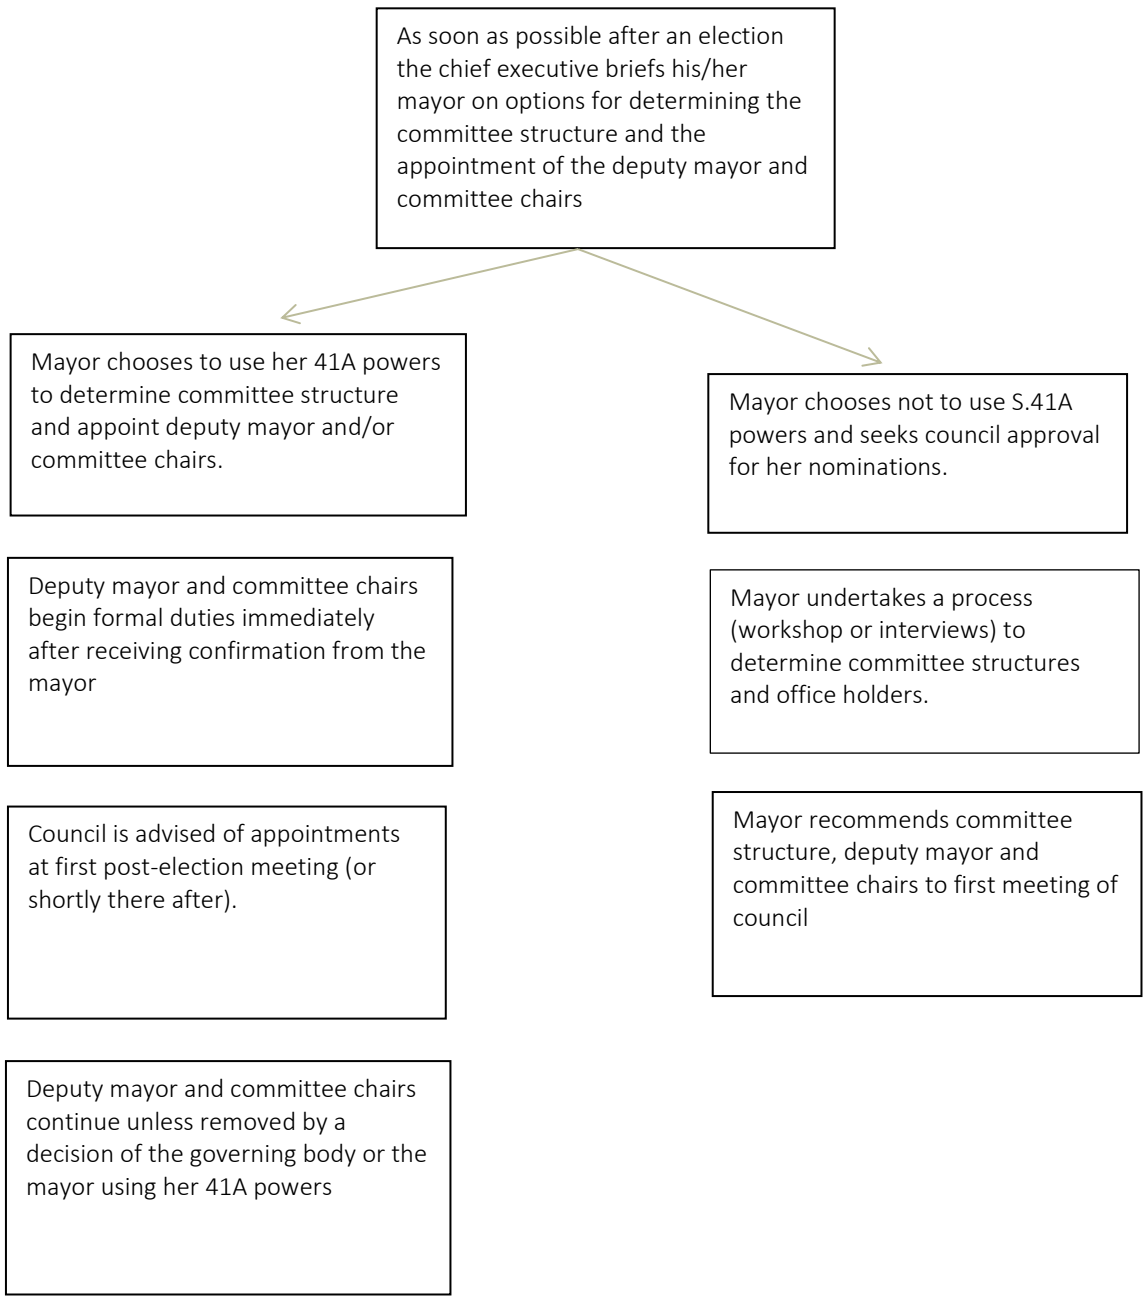 As soon as possible after an election
the chief executive briefs his/her
mayor on options for determining the
committee structure and the
appointment of the deputy mayor and
committee chairs
Mayor chooses to use her 41A powers
to determine committee structure
and appoint deputy mayor and/or
committee chairs.
Deputy mayor and committee chairs
begin formal duties immediately
after receiving confirmation from the
mayor
Council is advised of appointments
at first post-election meeting (or
shortly there after).
Deputy mayor and committee chairs
continue unless removed by a
decision of the governing body or the
mayor using her 41A powers
Mayor chooses not to use S.41A
powers and seeks council approval
for her nominations.
Mayor undertakes a process
(workshop or interviews) to
determine committee structures
and office holders.
Mayor recommends committee
structure, deputy mayor and
committee chairs to first meeting of
council